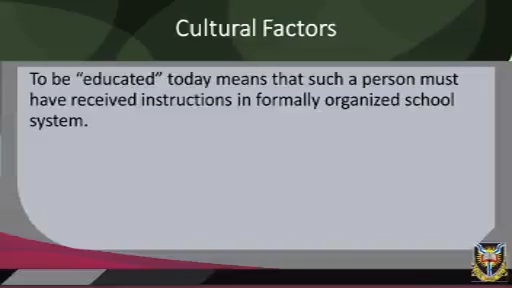 Cultural Factors
To be “educated” today means that such a person must
have received instructions in formally organized school
system.